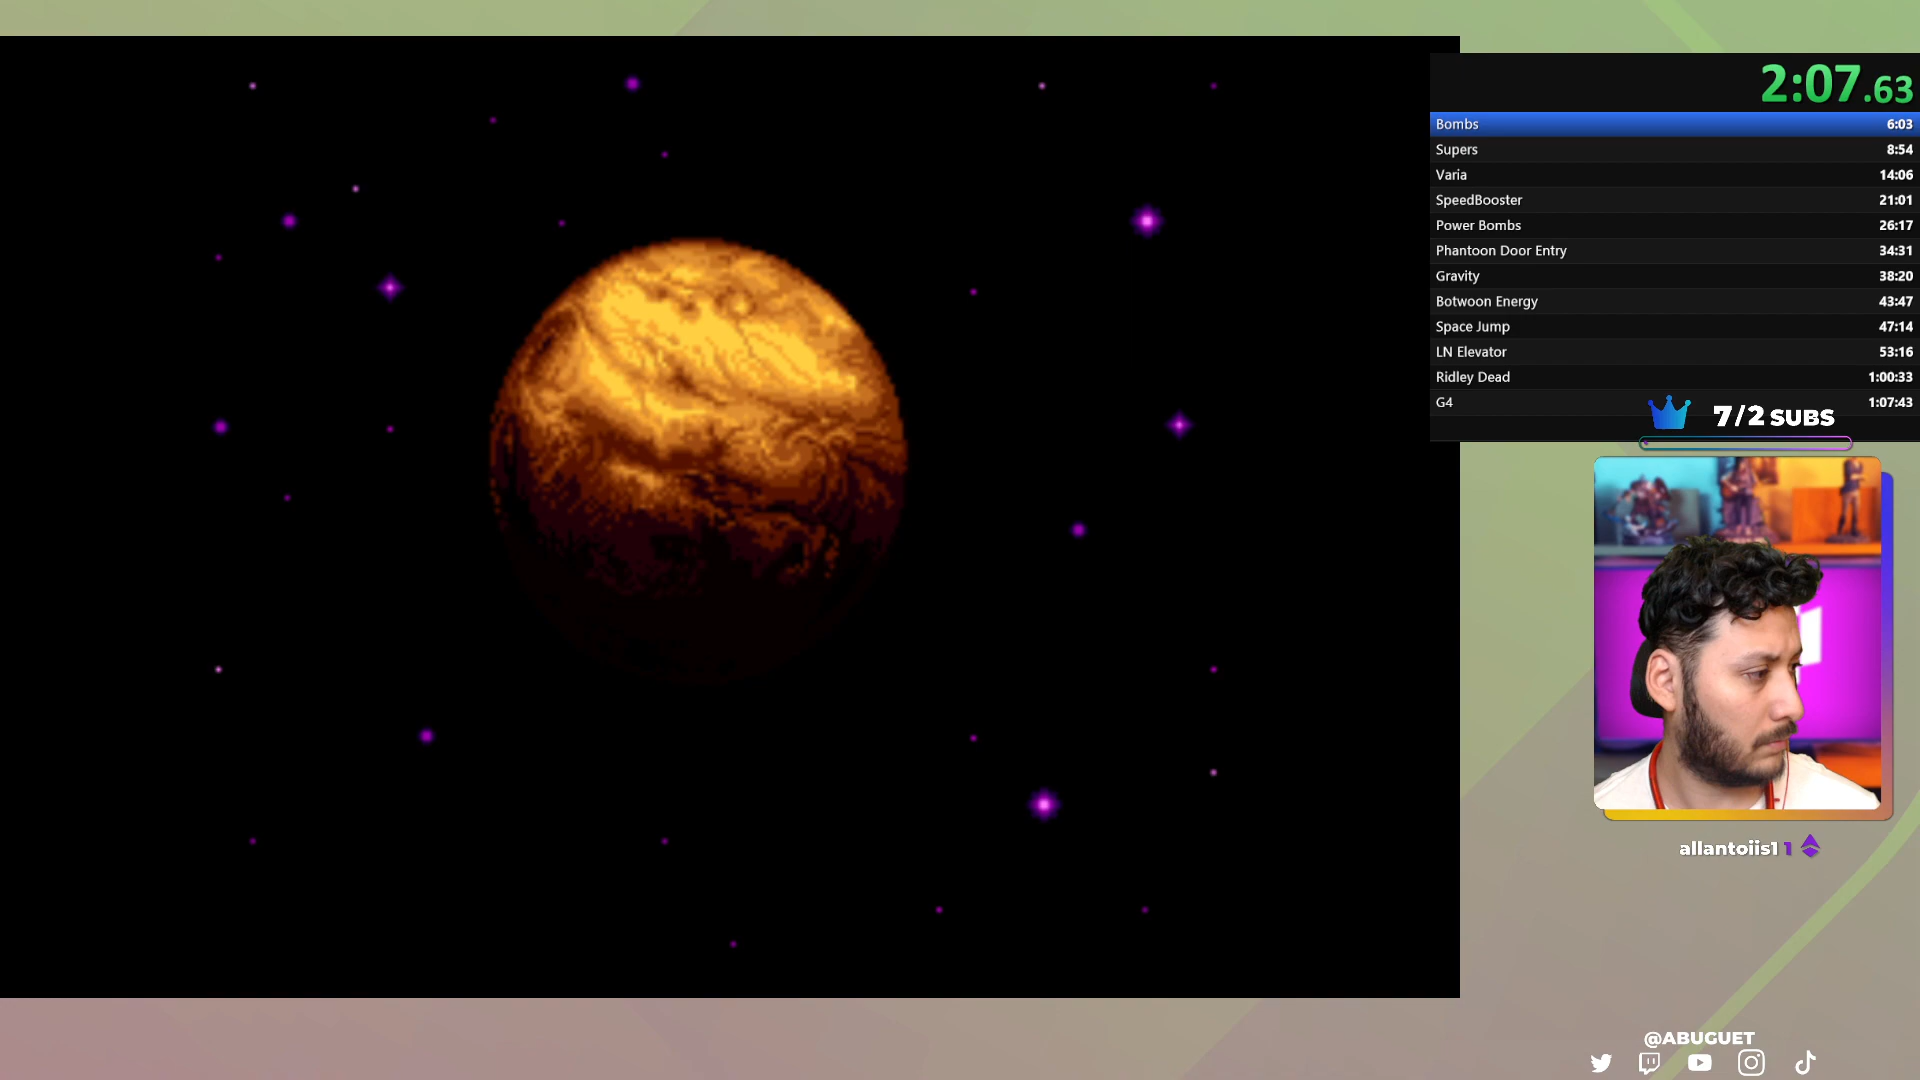 2:07.63
Bombs 6:03
Supers 8:54
Varia 14:06
SpeedBooster 21:01
Power Bombs 26:17
Phantoon Door Entry 34:31
Gravity 38:20
Botwoon Energy 43:47
Space Jump 47:14
LN Elevator 53:16
Ridley Dead 1:00:33
G4 1:07:43
7/2 SUBS
allantoiis1 1
@ABUGUET